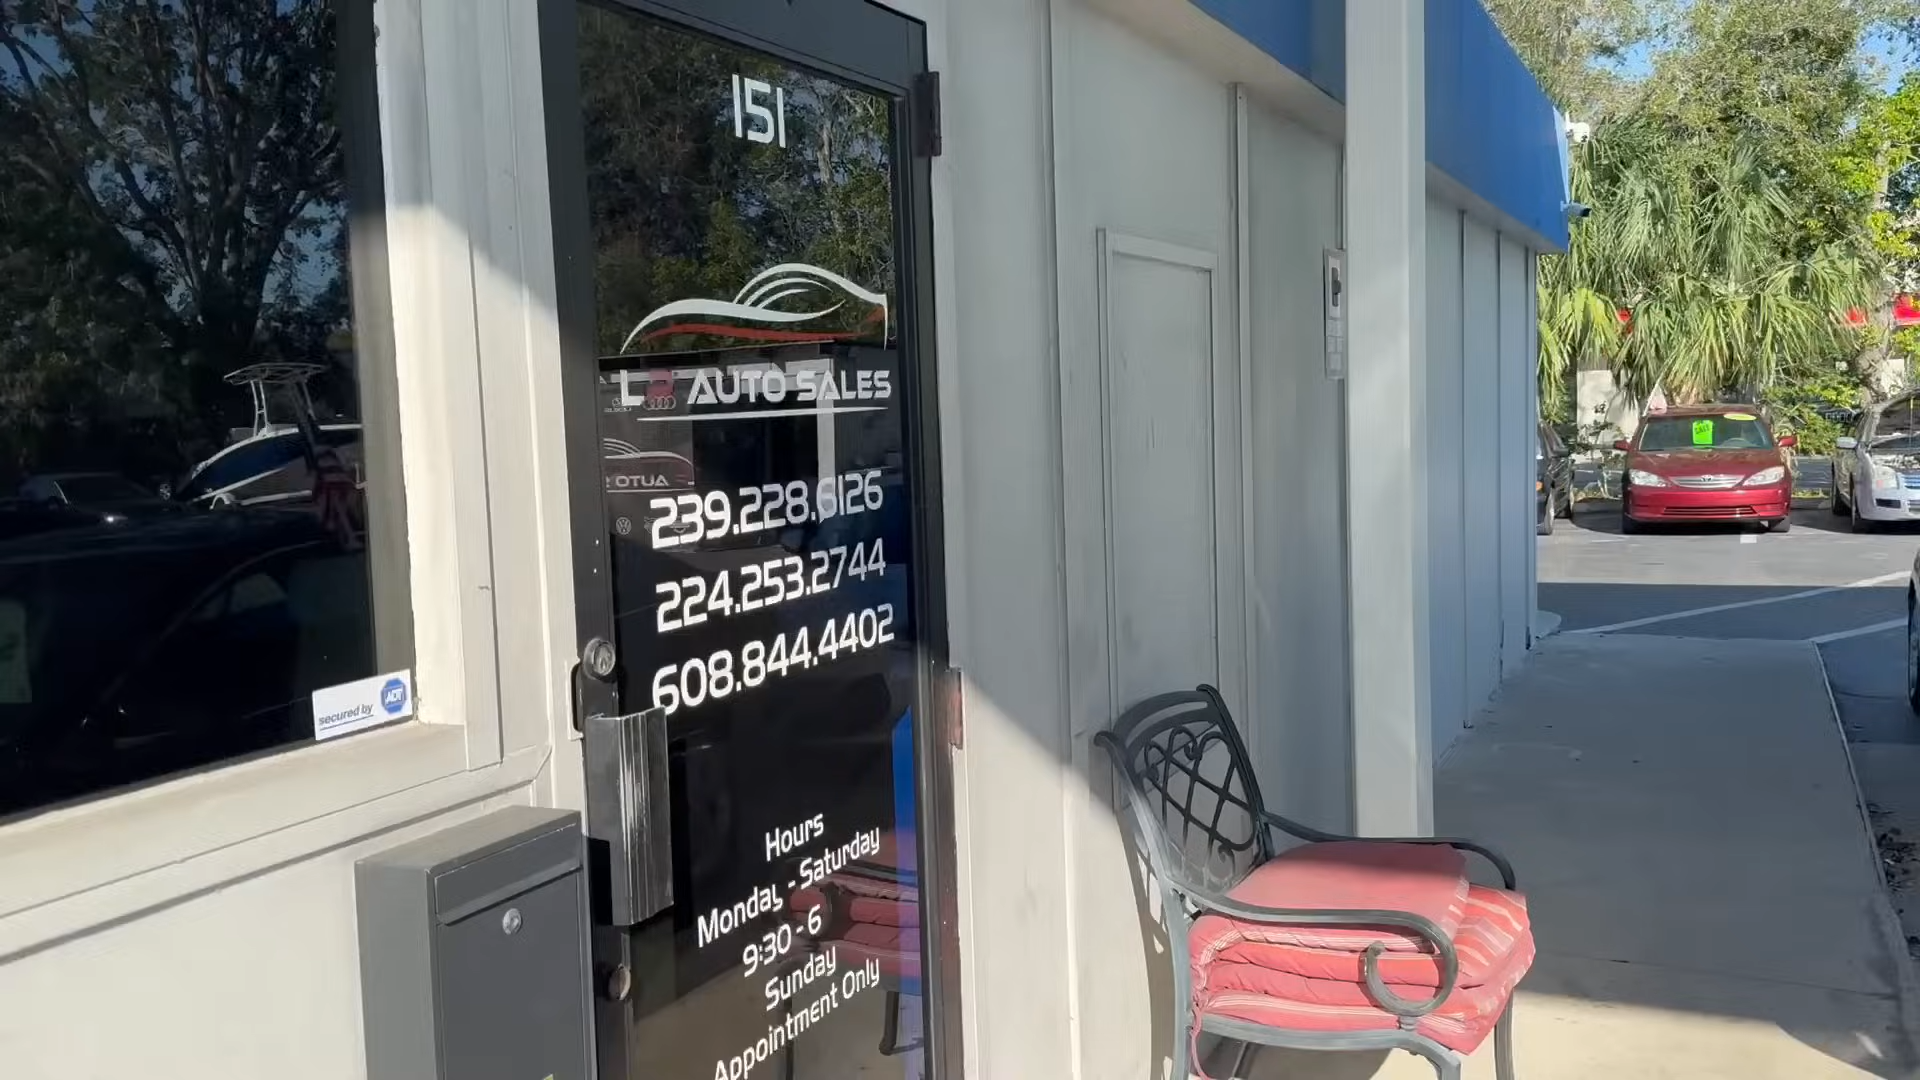 151
L R AUTO SALES
239.228.6126
224.253.2744
608.844.4402
secured by
ADT
Hours
Monday - Saturday
9:30 - 6
Sunday
Appointment Only